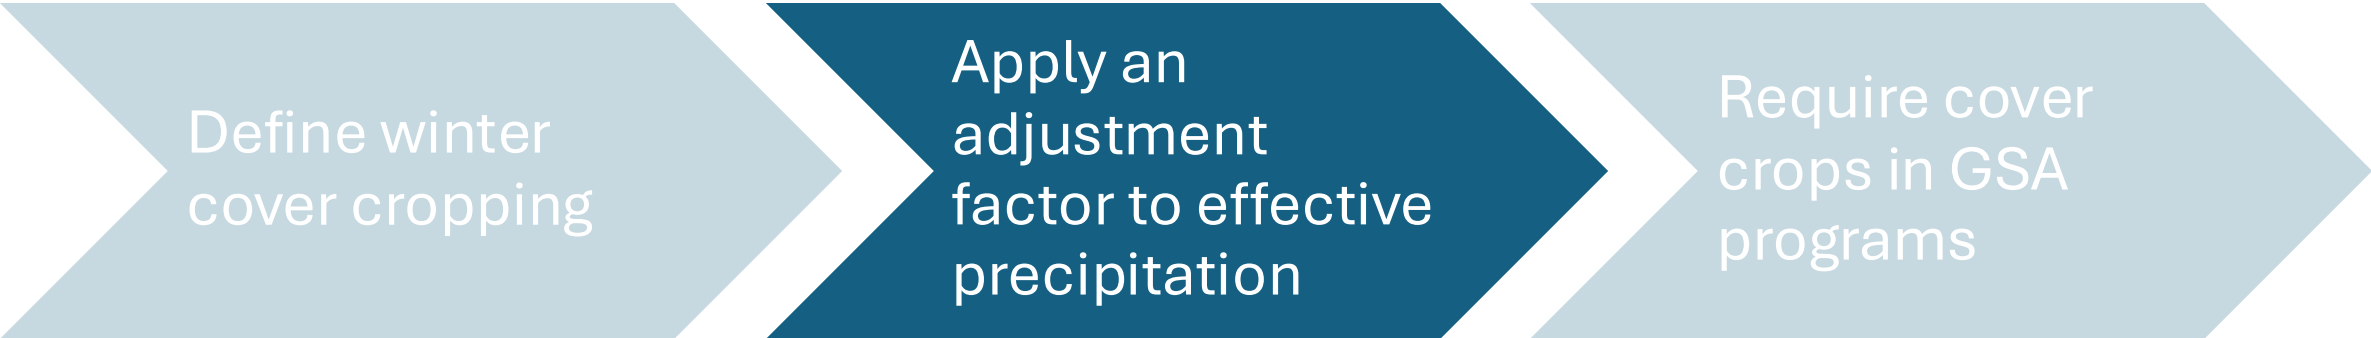 Define winter
cover cropping
Apply an
adjustment
factor to effective
precipitation
Require cover
crops in GSA
programs